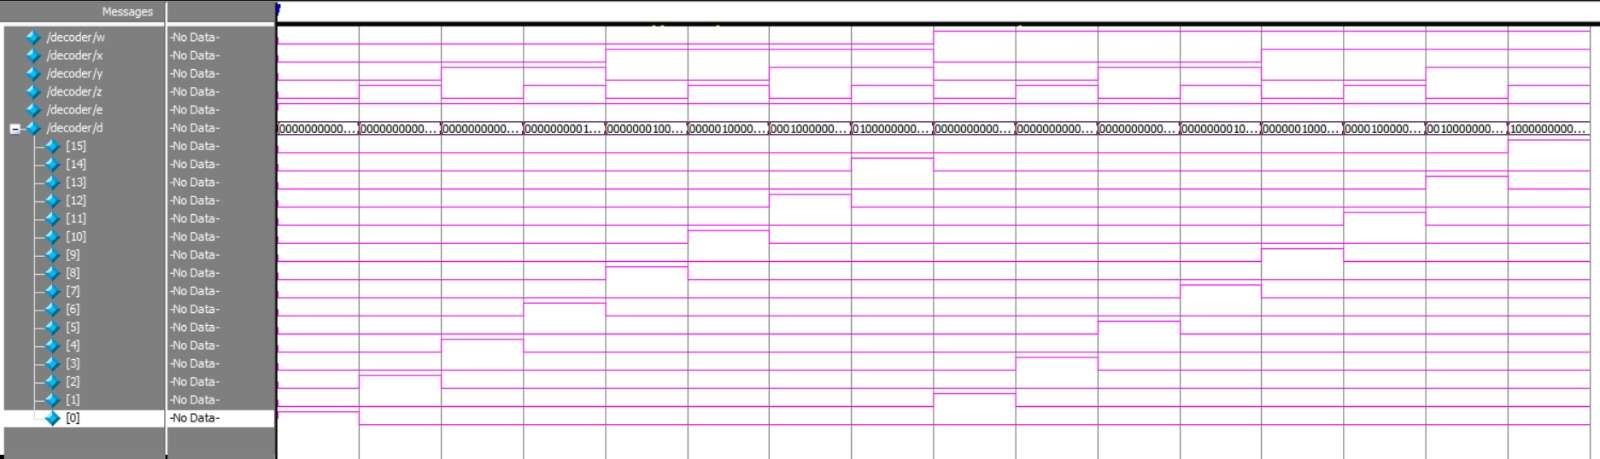 Messages
/decoder/w -No Data-
/decoder/x -No Data-
/decoder/y -No Data-
/decoder/z -No Data-
/decoder/e -No Data-
/decoder/d -No Data- 0000000000... 0000000000... 0000000000... 0000000001... 0000000100... 0000010000... 0001000000... 0100000000... 0000000000... 0000000000... 0000000000... 0000000010... 0000001000... 0000100000... 0010000000... 1000000000...
[15] -No Data-
[14] -No Data-
[13] -No Data-
[12] -No Data-
[11] -No Data-
[10] -No Data-
[9] -No Data-
[8] -No Data-
[7] -No Data-
[6] -No Data-
[5] -No Data-
[4] -No Data-
[3] -No Data-
[2] -No Data-
[1] -No Data-
[0] -No Data-